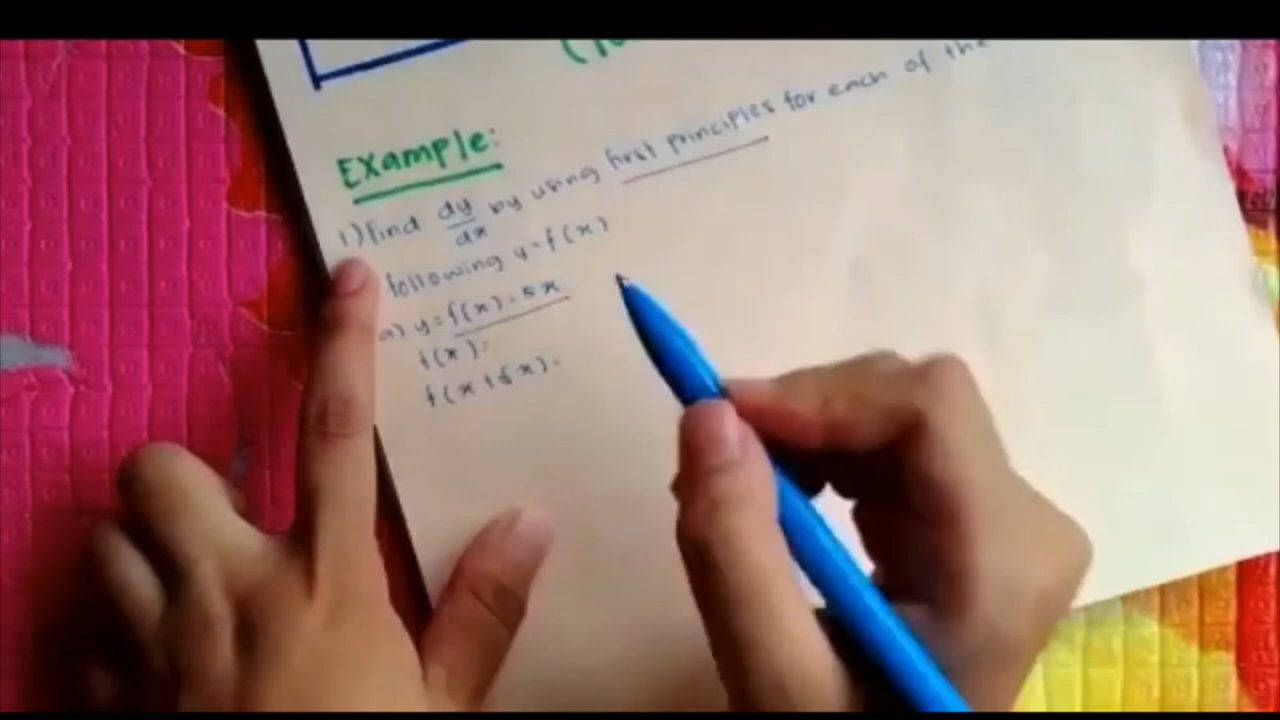 Example:
1) Find dy/dx by using first principles for each of the
following y=f(x)
a) y=f(x)=5x
f(x)=
f(x+δx)=